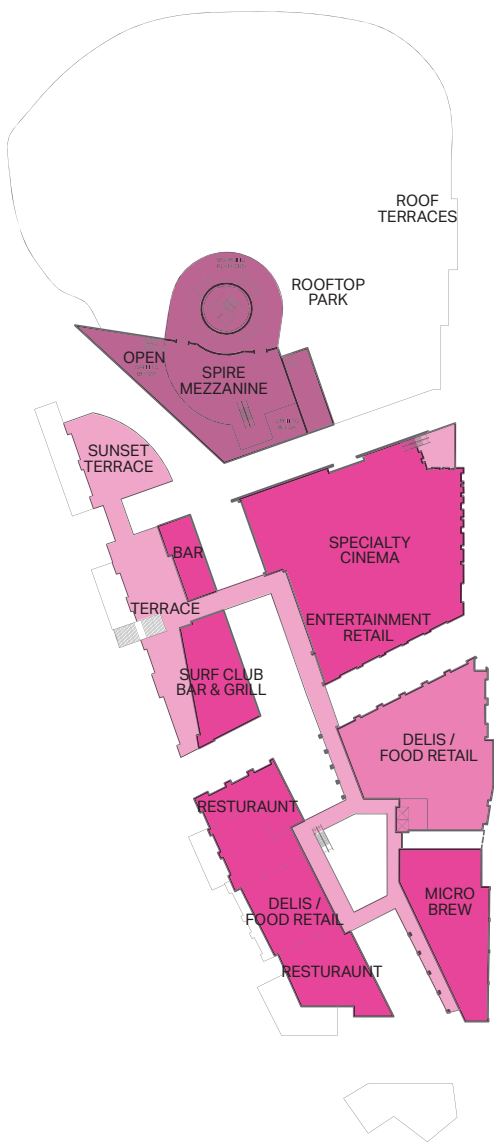 ROOF
TERRACES
ROOFTOP
PARK
OPEN
SPIRE
MEZZANINE
SUNSET
TERRACE
BAR
SPECIALTY
CINEMA
TERRACE
ENTERTAINMENT
RETAIL
SURF CLUB
BAR & GRILL
DELIS /
FOOD RETAIL
RESTURAUNT
DELIS /
FOOD RETAIL
MICRO
BREW
RESTURAUNT